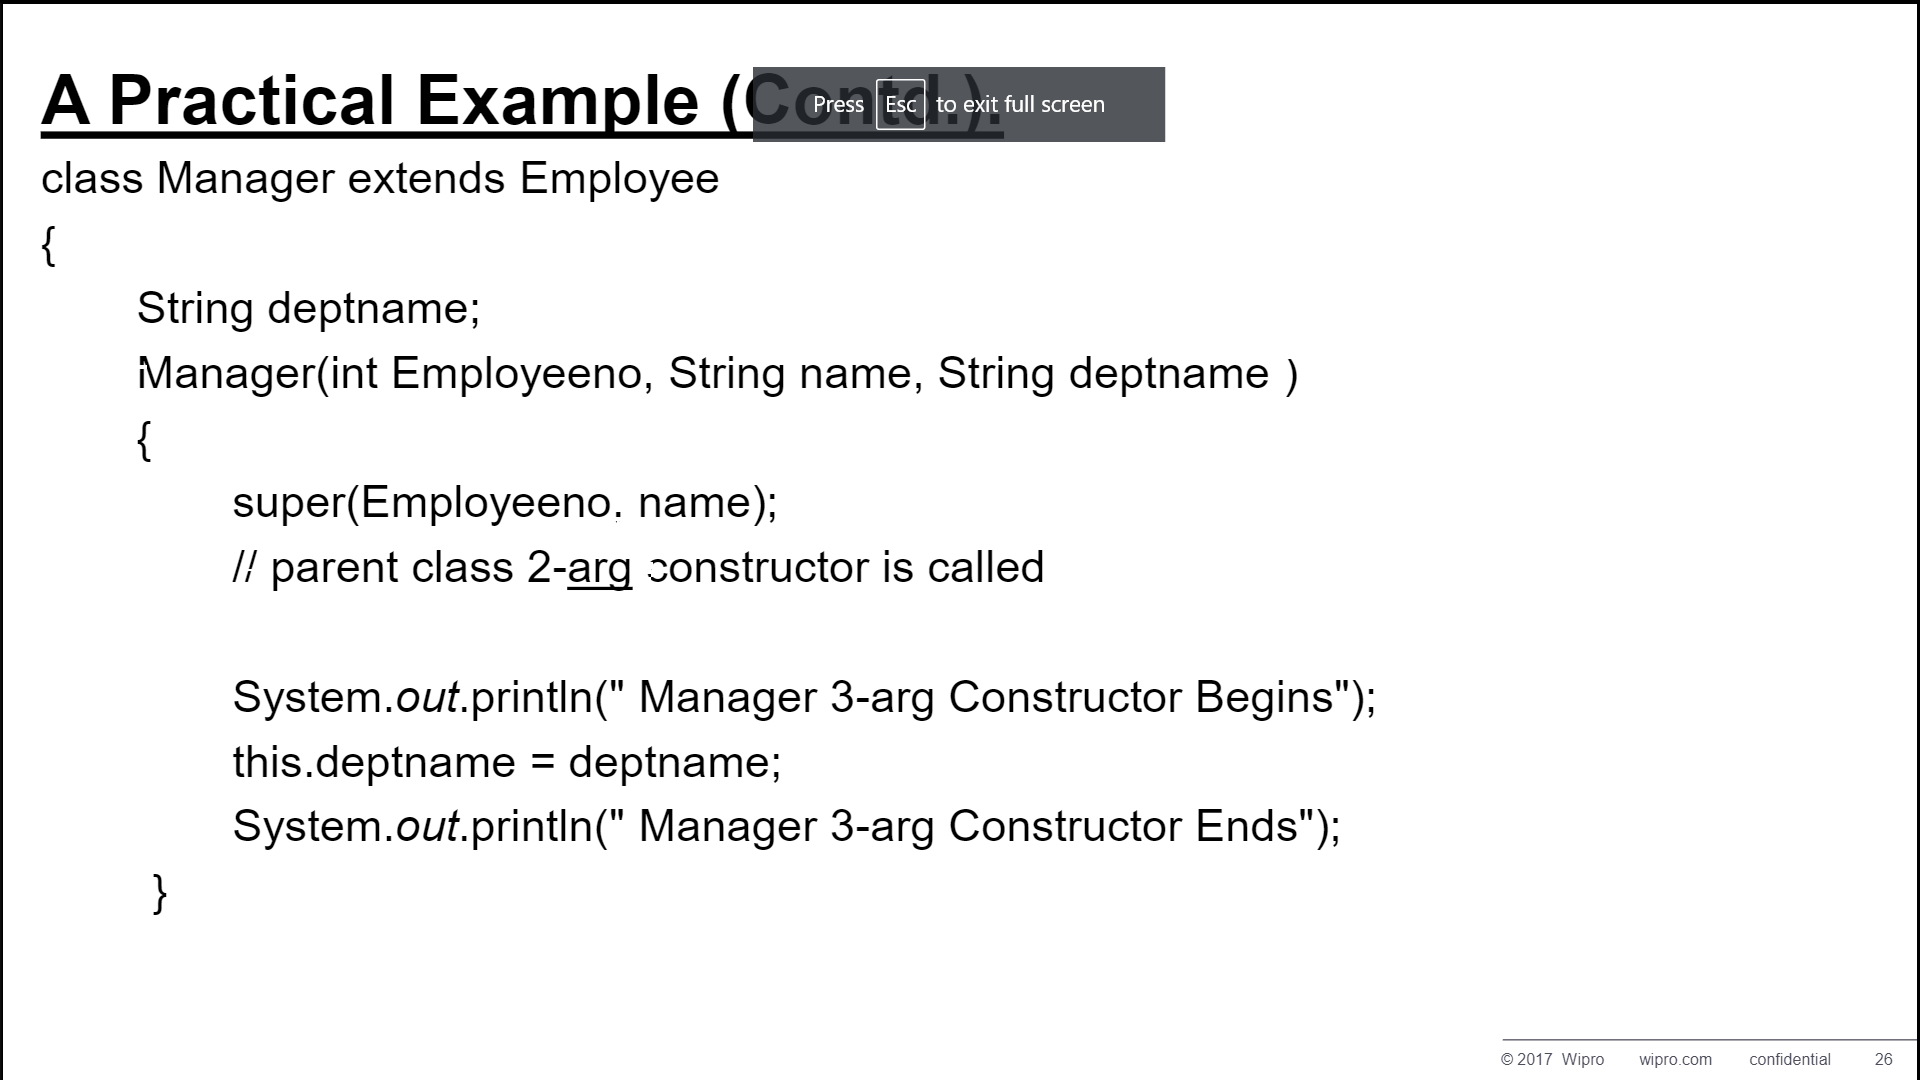 A Practical Example (Contd.).
Press Esc to exit full screen
class Manager extends Employee
{
String deptname;
Manager(int Employeeno, String name, String deptname )
{
super(Employeeno, name);
// parent class 2-arg constructor is called
System.out.println(" Manager 3-arg Constructor Begins");
this.deptname = deptname;
System.out.println(" Manager 3-arg Constructor Ends");
}
© 2017 Wipro wipro.com confidential 26